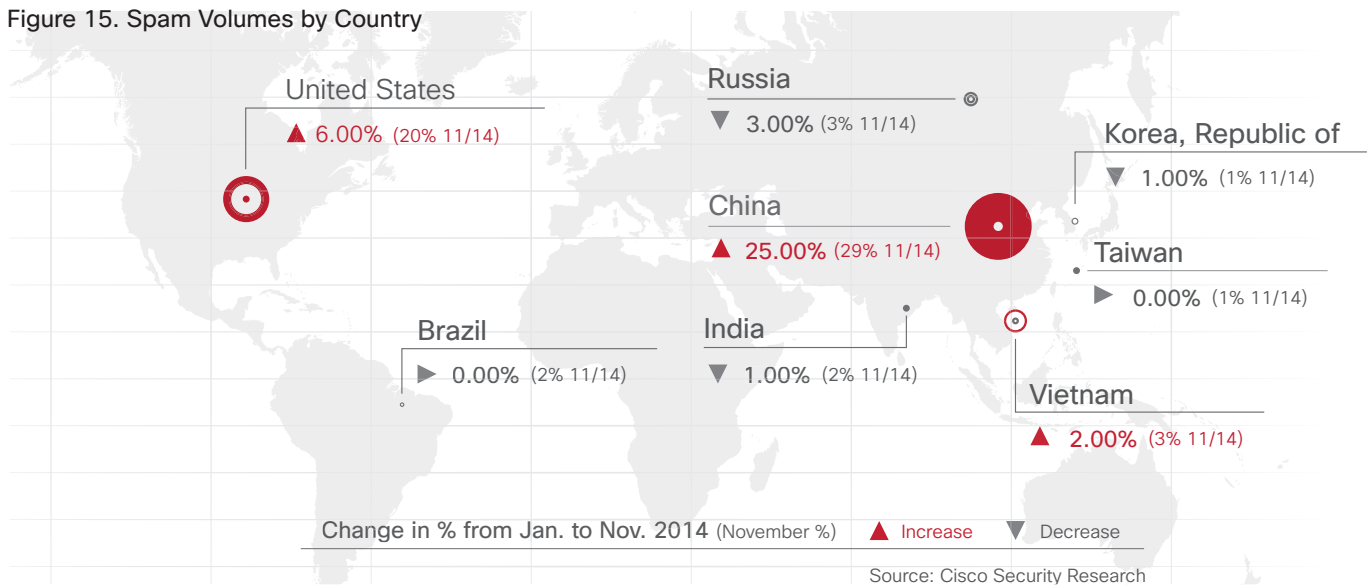 Figure 15. Spam Volumes by Country
United States
6.00% (20% 11/14)
Russia
3.00% (3% 11/14)
Korea, Republic of
1.00% (1% 11/14)
China
25.00% (29% 11/14)
Taiwan
0.00% (1% 11/14)
Brazil
0.00% (2% 11/14)
India
1.00% (2% 11/14)
Vietnam
2.00% (3% 11/14)
Change in % from Jan. to Nov. 2014 (November %) Increase Decrease
Source: Cisco Security Research